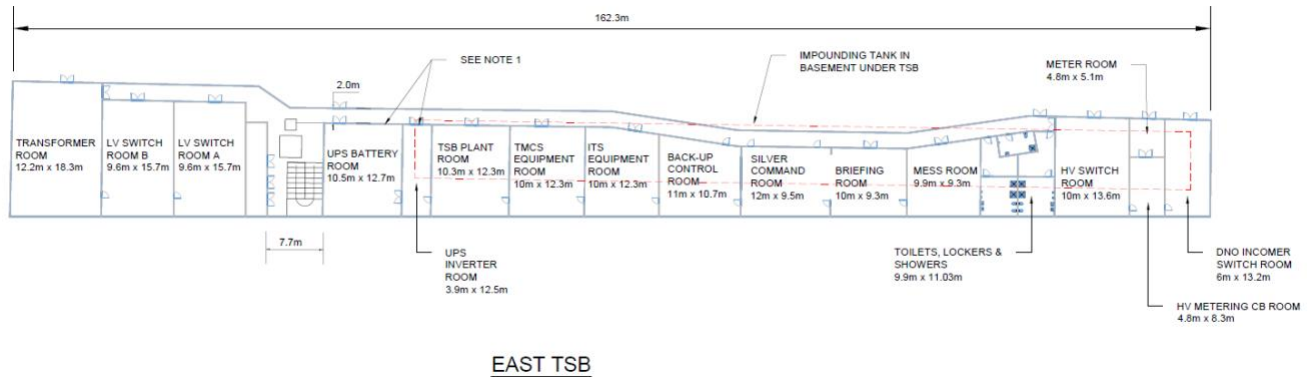 162.3m
SEE NOTE 1
IMPOUNDING TANK IN
BASEMENT UNDER TSB
METER ROOM
4.8m x 5.1m
2.0m
TRANSFORMER
ROOM
12.2m x 18.3m
LV SWITCH
ROOM B
9.6m x 15.7m
LV SWITCH
ROOM A
9.6m x 15.7m
UPS BATTERY
ROOM
10.5m x 12.7m
TSB PLANT
ROOM
10.3m x 12.3m
TMCS
EQUIPMENT
ROOM
10m x 12.3m
ITS
EQUIPMENT
ROOM
10m x 12.3m
BACK-UP
CONTROL
ROOM
11m x 10.7m
SILVER
COMMAND
ROOM
12m x 9.5m
BRIEFING
ROOM
10m x 9.3m
MESS ROOM
9.9m x 9.3m
HV SWITCH
ROOM
10m x 13.6m
7.7m
UPS
INVERTER
ROOM
3.9m x 12.5m
TOILETS, LOCKERS &
SHOWERS
9.9m x 11.03m
DNO INCOMER
SWITCH ROOM
6m x 13.2m
HV METERING CB ROOM
4.8m x 8.3m
EAST TSB